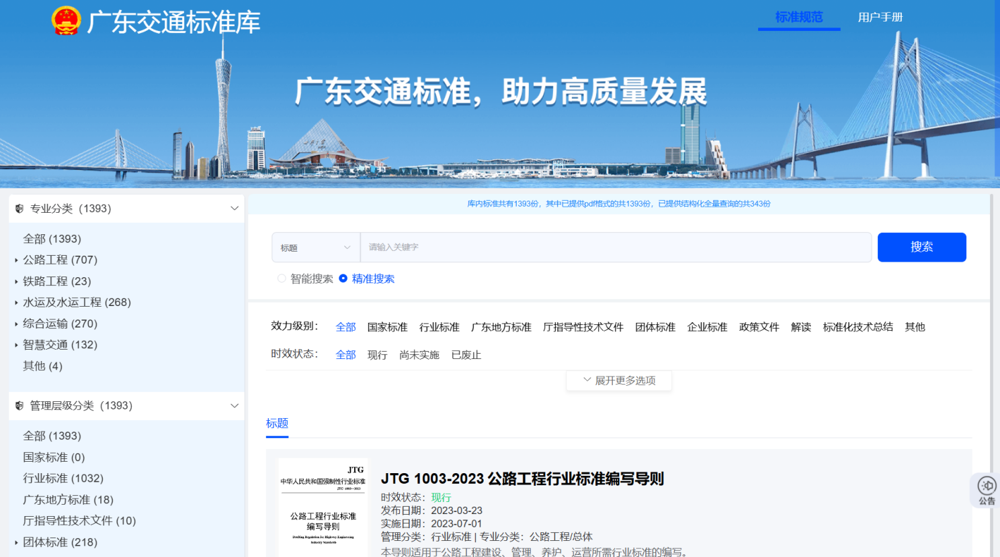 广东交通标准库
标准规范
用户手册
广东交通标准，助力高质量发展
专业分类（1393）
全部 (1393)
公路工程 (707)
铁路工程 (23)
水运及水运工程 (268)
综合运输 (270)
智慧交通 (132)
其他 (4)
管理层级分类（1393）
全部 (1393)
国家标准 (0)
行业标准 (1032)
广东地方标准 (18)
厅指导性技术文件 (10)
团体标准 (218)
库内标准共有1393份，其中已提供pdf格式的共1393份，已提供结构化全量查询的共343份
标题
请输入关键字
搜索
智能搜索 精准搜索
效力级别： 全部 国家标准 行业标准 广东地方标准 厅指导性技术文件 团体标准 企业标准 政策文件 解读 标准化技术总结 其他
时效状态： 全部 现行 尚未实施 已废止
展开更多选项
标题
JTG
中华人民共和国强制性行业标准
JTG 1003—2023
公路工程行业标准
编写导则
Drafting Regulation for Highway Engineering
Industry Standards
JTG 1003-2023 公路工程行业标准编写导则
时效状态：现行
发布日期：2023-03-23
实施日期：2023-07-01
管理分类：行业标准 | 专业分类：公路工程/总体
本导则适用于公路工程建设、管理、养护、运营所需行业标准的编写。
公告